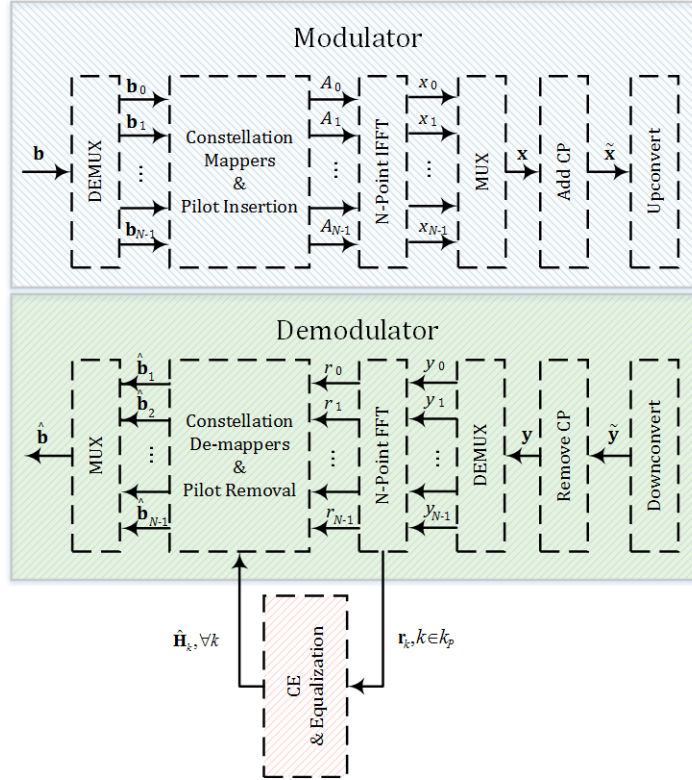 Modulator
b
DEMUX
b0
b1
...
bN-1
Constellation
Mappers
&
Pilot Insertion
A0
A1
...
AN-1
N-Point IFFT
x0
x1
...
xN-1
MUX
x
Add CP
x̃
Upconvert
Demodulator
b̂
MUX
b̂1
b̂2
...
b̂N-1
Constellation
De-mappers
&
Pilot Removal
r0
r1
...
rN-1
N-Point FFT
y0
y1
...
yN-1
DEMUX
y
Remove CP
ỹ
Downconvert
Ĥk,∀k
CE
& Equalization
rk,k∈kp